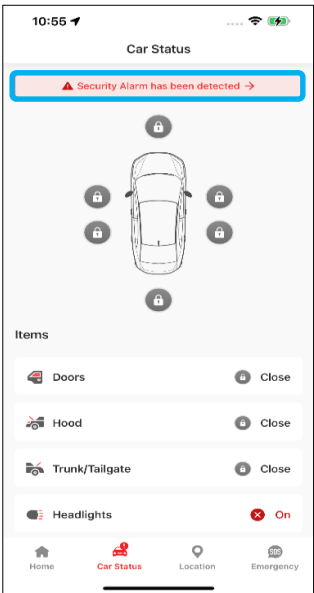 10:55
Car Status
Security Alarm has been detected →
Items
Doors Close
Hood Close
Trunk/Tailgate Close
Headlights On
Home Car Status Location SOS Emergency